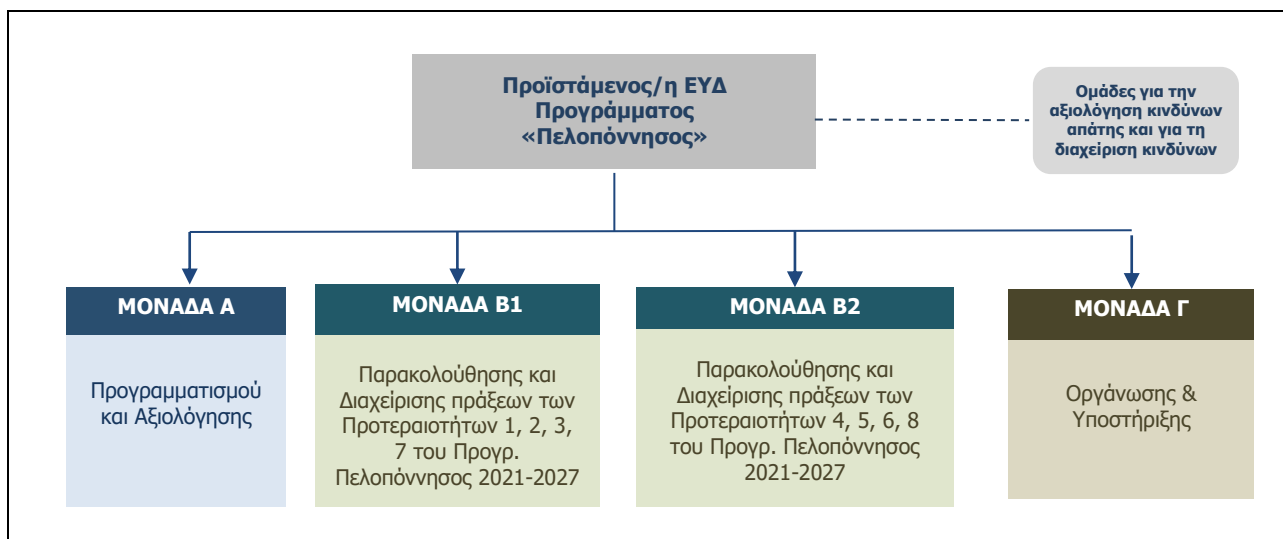 Προϊστάμενος/η ΕΥΔ
Προγράμματος
«Πελοπόννησος»
Ομάδες για την
αξιολόγηση κινδύνων
απάτης και για τη
διαχείριση κινδύνων
ΜΟΝΑΔΑ Α
Προγραμματισμού
και Αξιολόγησης
ΜΟΝΑΔΑ Β1
Παρακολούθησης και
Διαχείρισης πράξεων των
Προτεραιοτήτων 1, 2, 3,
7 του Προγρ.
Πελοπόννησος 2021-2027
ΜΟΝΑΔΑ Β2
Παρακολούθησης και
Διαχείρισης πράξεων των
Προτεραιοτήτων 4, 5, 6, 8
του Προγρ. Πελοπόννησος
2021-2027
ΜΟΝΑΔΑ Γ
Οργάνωσης &
Υποστήριξης